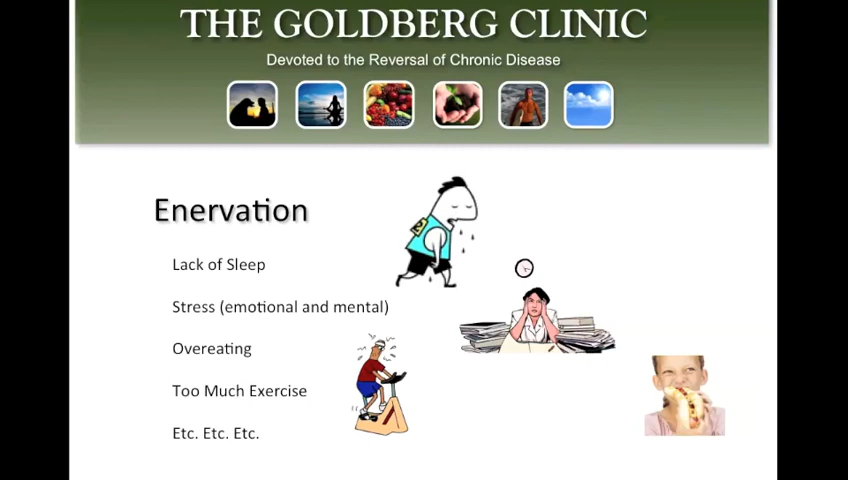 THE GOLDBERG CLINIC
Devoted to the Reversal of Chronic Disease
Enervation
Lack of Sleep
Stress (emotional and mental)
Overeating
Too Much Exercise
Etc. Etc. Etc.